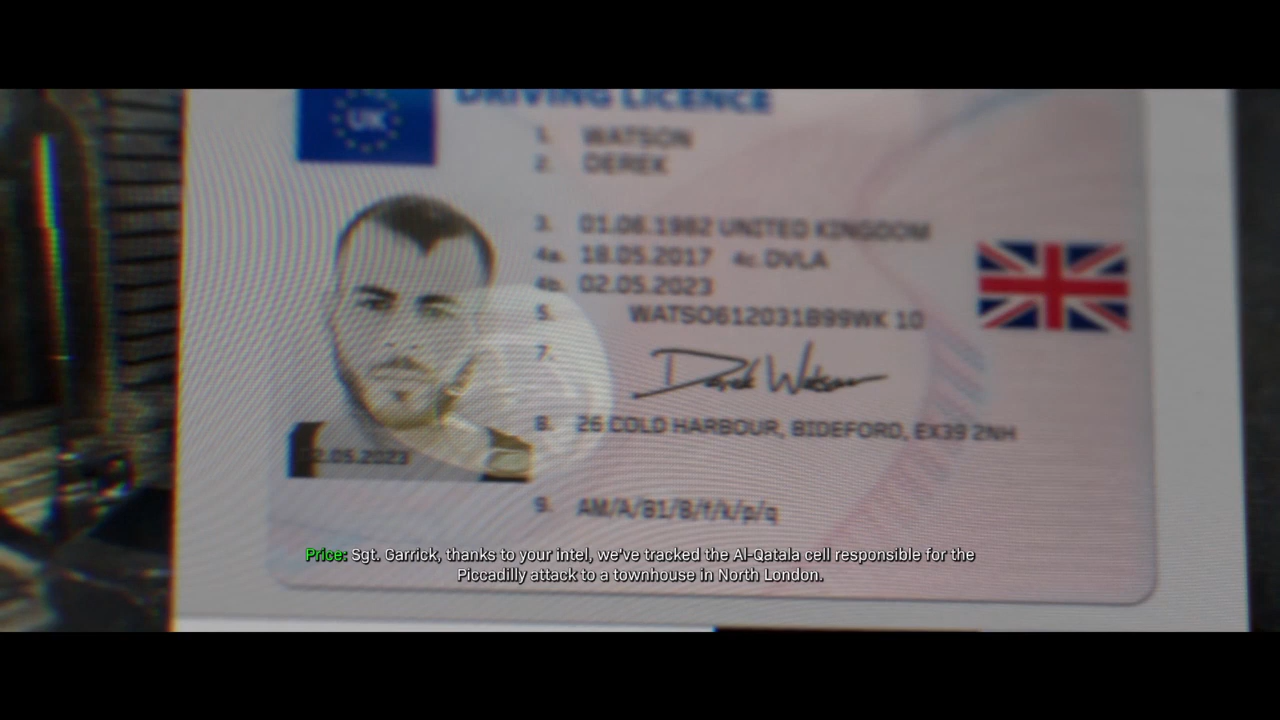 UK
DRIVING LICENCE
1. WATSON
2. DEREK
3. 01.06.1982 UNITED KINGDOM
4a. 18.05.2017 4c. DVLA
4b. 02.05.2023
5. WATSO612031B99WK 10
7. Derek Watson
8. 26 COLD HARBOUR, BIDEFORD, EX39 2NH
02.05.2023
9. AM/A/B1/B/f/k/p/q
Price: Sgt. Garrick, thanks to your intel, we've tracked the Al-Qatala cell responsible for the
Piccadilly attack to a townhouse in North London.